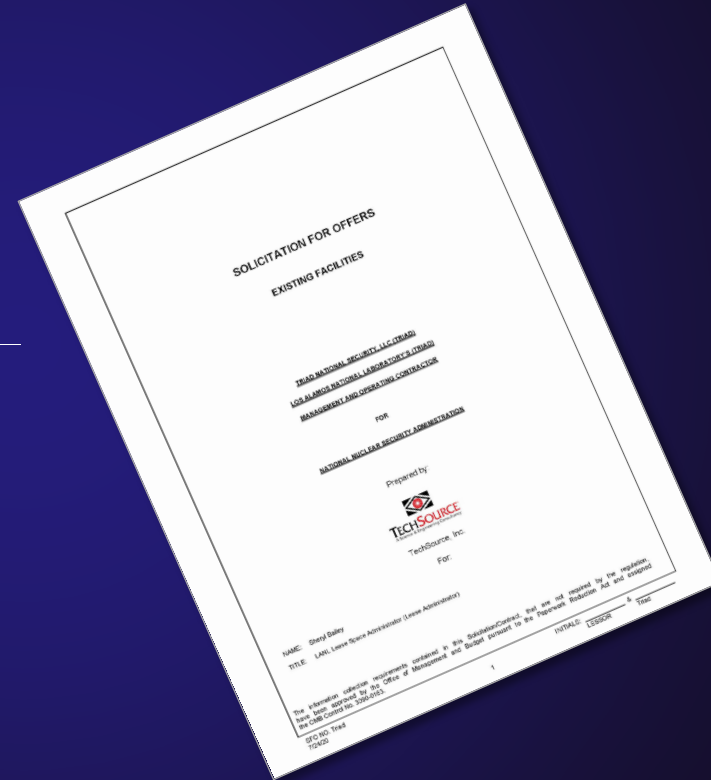 SOLICITATION FOR OFFERS
EXISTING FACILITIES
TRIAD NATIONAL SECURITY, LLC (TRIAD)
LOS ALAMOS NATIONAL LABORATORY'S (TRIAD)
MANAGEMENT AND OPERATING CONTRACTOR
FOR
NATIONAL NUCLEAR SECURITY ADMINISTRATION
Prepared by:
TECHSOURCE
A Science & Engineering Consultancy
TechSource, Inc.
For:
NAME: Sheryl Bailey
TITLE: LANL Lease Space Administrator (Lease Administrator)
The information collection requirements contained in this Solicitation/Contract, that are not required by the regulation,
have been approved by the Office of Management and Budget pursuant to the Paperwork Reduction Act and assigned
the OMB Control No. 3090-0163.
INITIALS: & 
LESSOR Triad
1
SFO NO. Triad
7/24/20